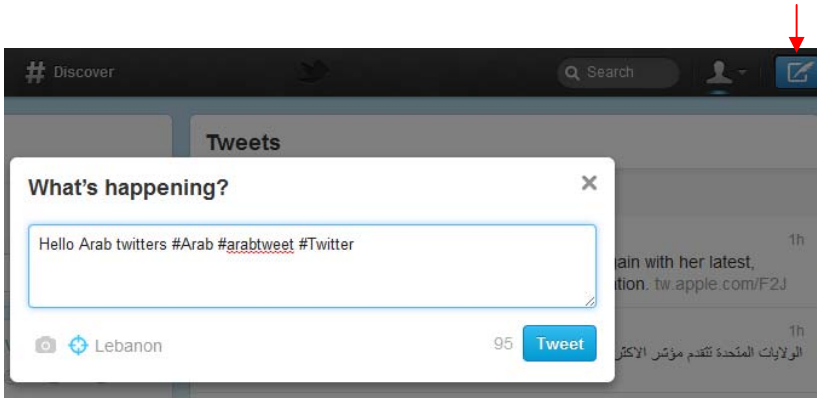 # Discover
Search
Tweets
What's happening?
Hello Arab twitters #Arab #arabtweet #Twitter
1h
ain with her latest,
tion. tw.apple.com/F2J
Lebanon
95
Tweet
1h
الولايات المتحدة تتقدم مؤشر الاكثر